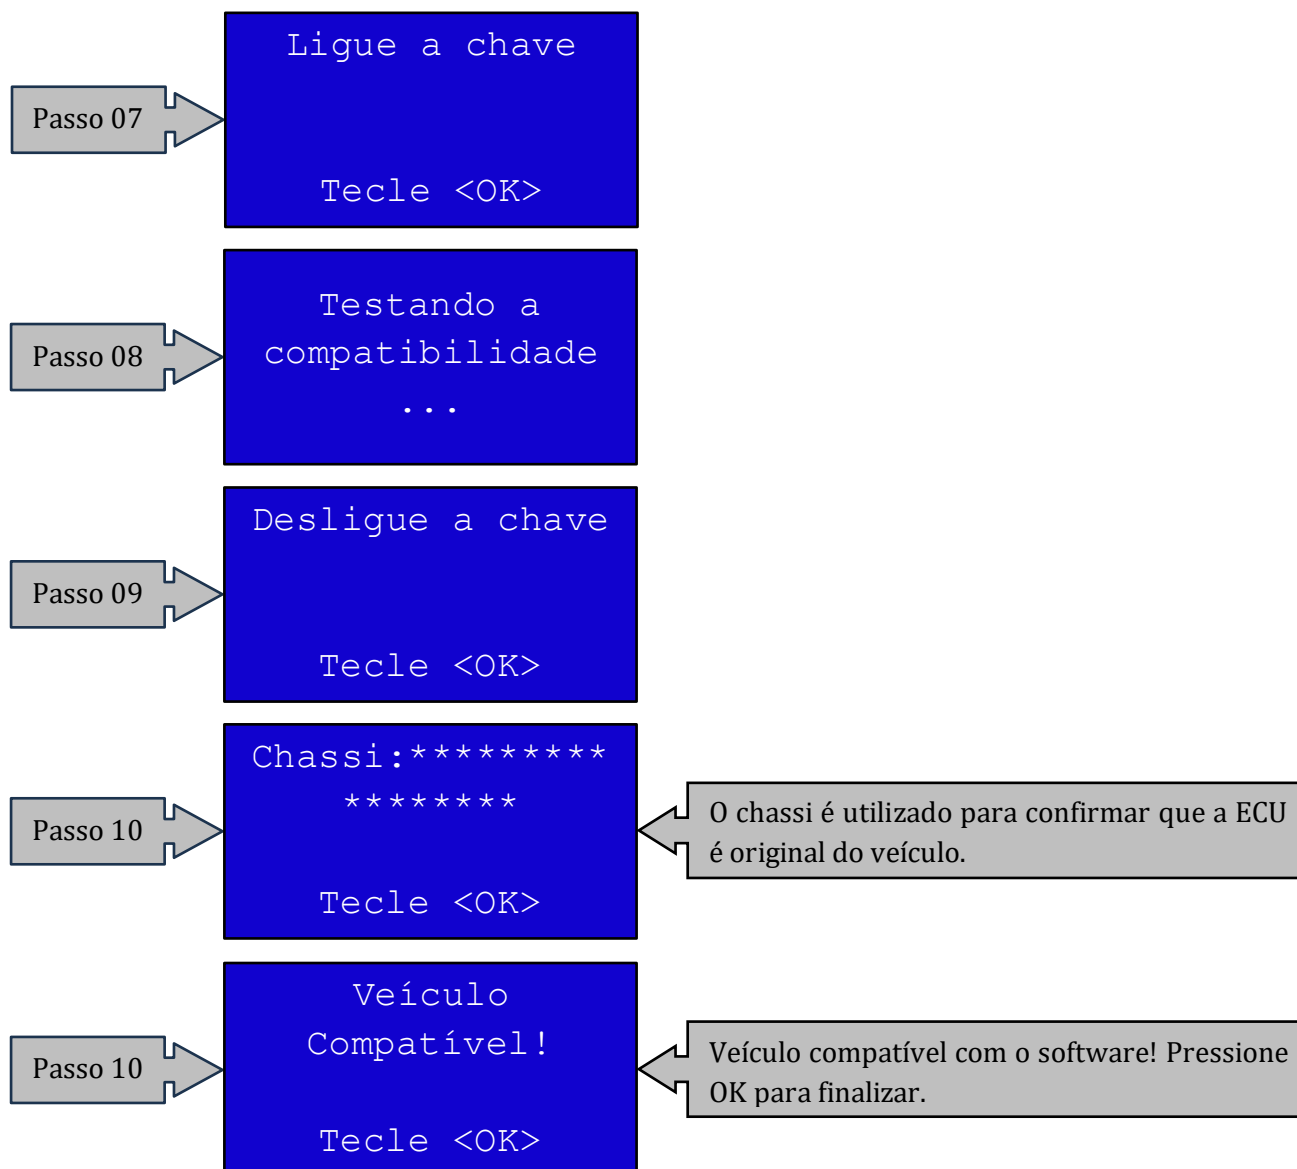 Ligue a chave
Passo 07
Tecle <OK>
Testando a
Passo 08
compatibilidade
...
Desligue a chave
Passo 09
Tecle <OK>
Chassi:*********
********
Passo 10
O chassi é utilizado para confirmar que a ECU
é original do veículo.
Tecle <OK>
Veículo
Compatível!
Passo 10
Veículo compatível com o software! Pressione
OK para finalizar.
Tecle <OK>